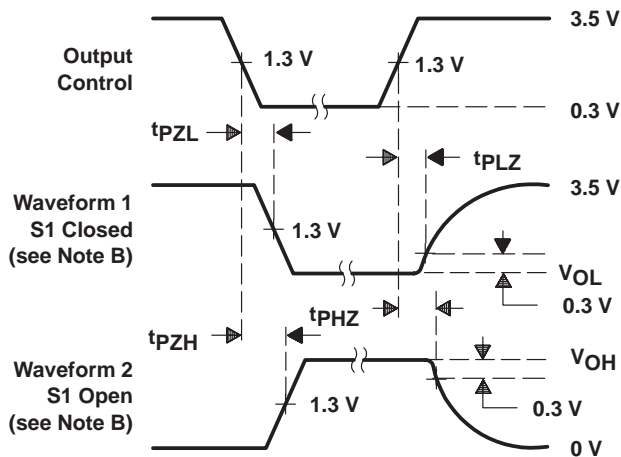 3.5 V
Output
Control
1.3 V
1.3 V
0.3 V
tPZL
tPLZ
Waveform 1
S1 Closed
(see Note B)
3.5 V
1.3 V
VOL
0.3 V
tPHZ
tPZH
Waveform 2
S1 Open
(see Note B)
VOH
1.3 V
0.3 V
0 V